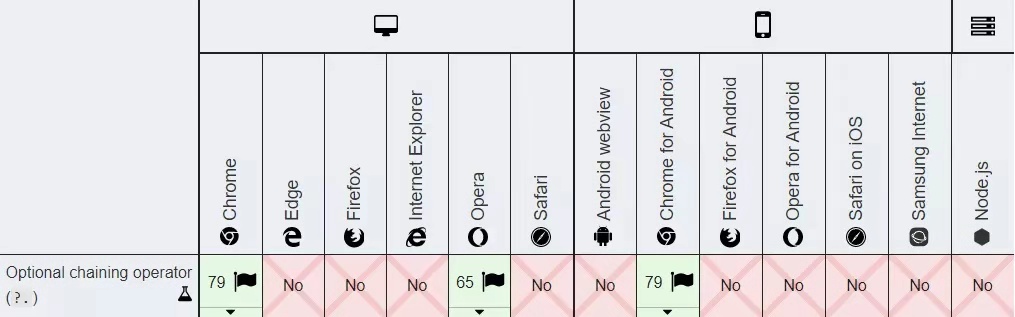 Chrome
Edge
Firefox
Internet Explorer
Opera
Safari
Android webview
Chrome for Android
Firefox for Android
Opera for Android
Safari on iOS
Samsung Internet
Node.js
Optional chaining operator
(?.)
79 No No No 65 No No 79 No No No No No